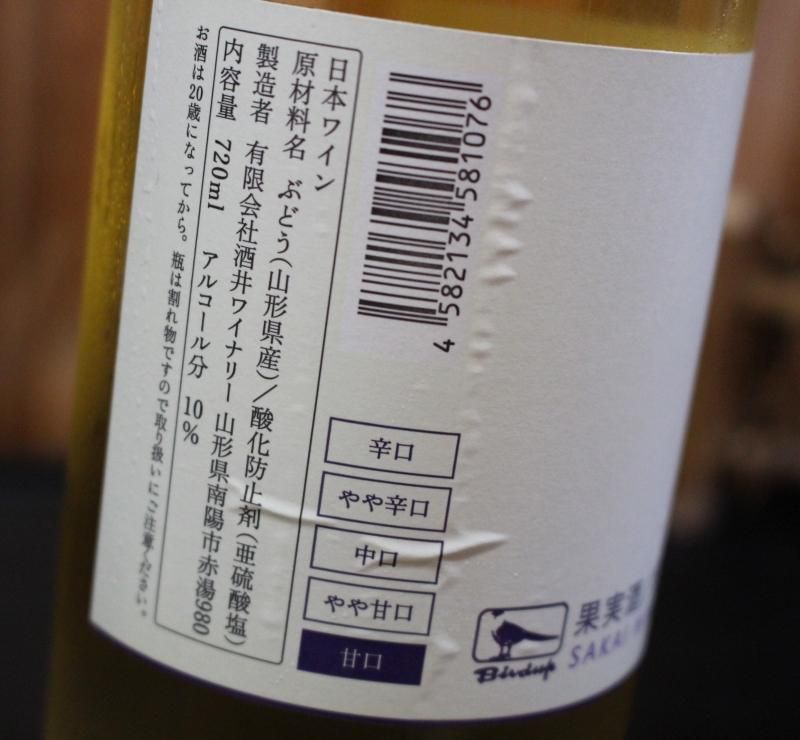 日本ワイン
原材料名 ぶどう(山形県産)／酸化防止剤(亜硫酸塩)
製造者 有限会社酒井ワイナリー 山形県南陽市赤湯980
内容量 720ml アルコール分 10%
お酒は20歳になってから。瓶は割れ物ですので取り扱いにご注意ください。
4 582134 581076
辛口
やや辛口
中口
やや甘口
甘口
Birdup
果実酒
SAKAI